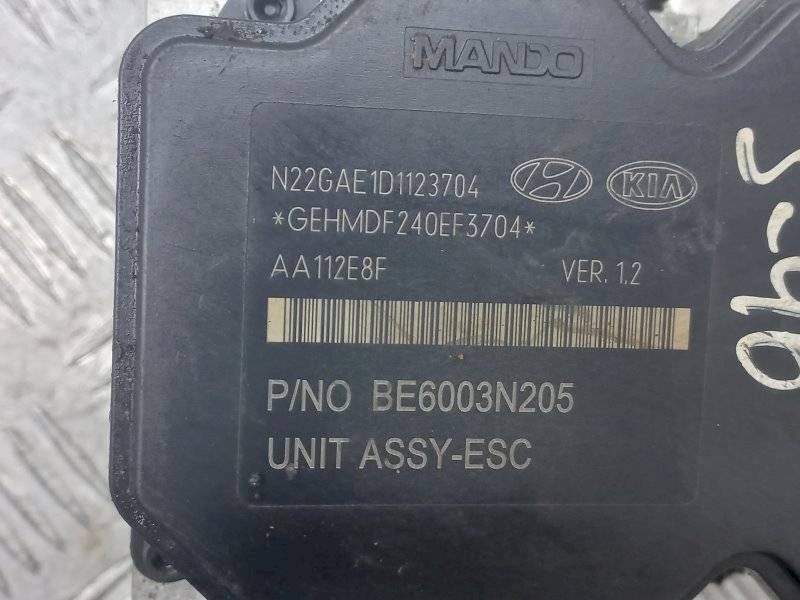 MANDO
N22GAE1D1123704
KIA
*GEHMDF240EF3704*
AA112E8F VER. 1.2
P/NO BE6003N205
UNIT ASSY-ESC